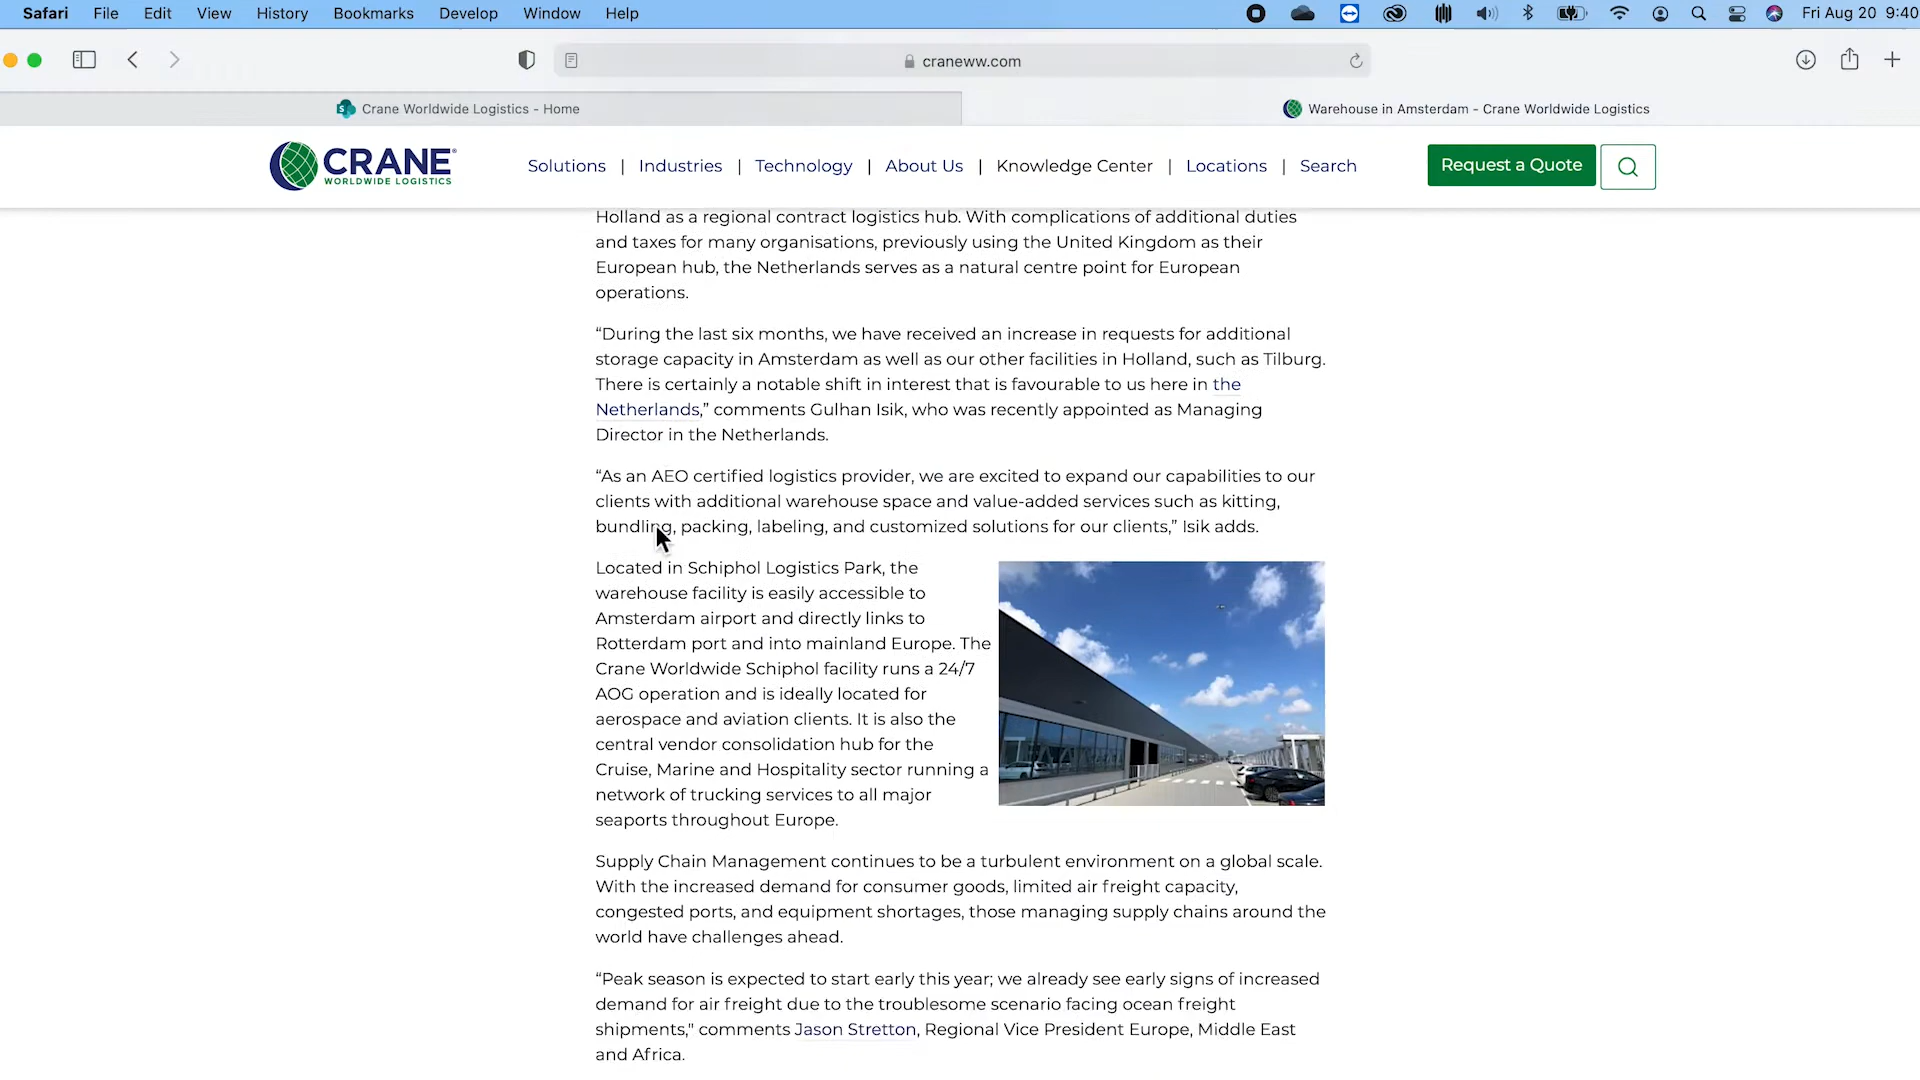 Safari File Edit View History Bookmarks Develop Window Help Fri Aug 20 9:40
craneww.com
Crane Worldwide Logistics - Home
Warehouse in Amsterdam - Crane Worldwide Logistics
CRANE
WORLDWIDE LOGISTICS
Solutions | Industries | Technology | About Us | Knowledge Center | Locations | Search
Request a Quote
Holland as a regional contract logistics hub. With complications of additional duties
and taxes for many organisations, previously using the United Kingdom as their
European hub, the Netherlands serves as a natural centre point for European
operations.
“During the last six months, we have received an increase in requests for additional
storage capacity in Amsterdam as well as our other facilities in Holland, such as Tilburg.
There is certainly a notable shift in interest that is favourable to us here in the
Netherlands,” comments Gulhan Isik, who was recently appointed as Managing
Director in the Netherlands.
“As an AEO certified logistics provider, we are excited to expand our capabilities to our
clients with additional warehouse space and value-added services such as kitting,
bundling, packing, labeling, and customized solutions for our clients,” Isik adds.
Located in Schiphol Logistics Park, the
warehouse facility is easily accessible to
Amsterdam airport and directly links to
Rotterdam port and into mainland Europe. The
Crane Worldwide Schiphol facility runs a 24/7
AOG operation and is ideally located for
aerospace and aviation clients. It is also the
central vendor consolidation hub for the
Cruise, Marine and Hospitality sector running a
network of trucking services to all major
seaports throughout Europe.
Supply Chain Management continues to be a turbulent environment on a global scale.
With the increased demand for consumer goods, limited air freight capacity,
congested ports, and equipment shortages, those managing supply chains around the
world have challenges ahead.
“Peak season is expected to start early this year; we already see early signs of increased
demand for air freight due to the troublesome scenario facing ocean freight
shipments," comments Jason Stretton, Regional Vice President Europe, Middle East
and Africa.